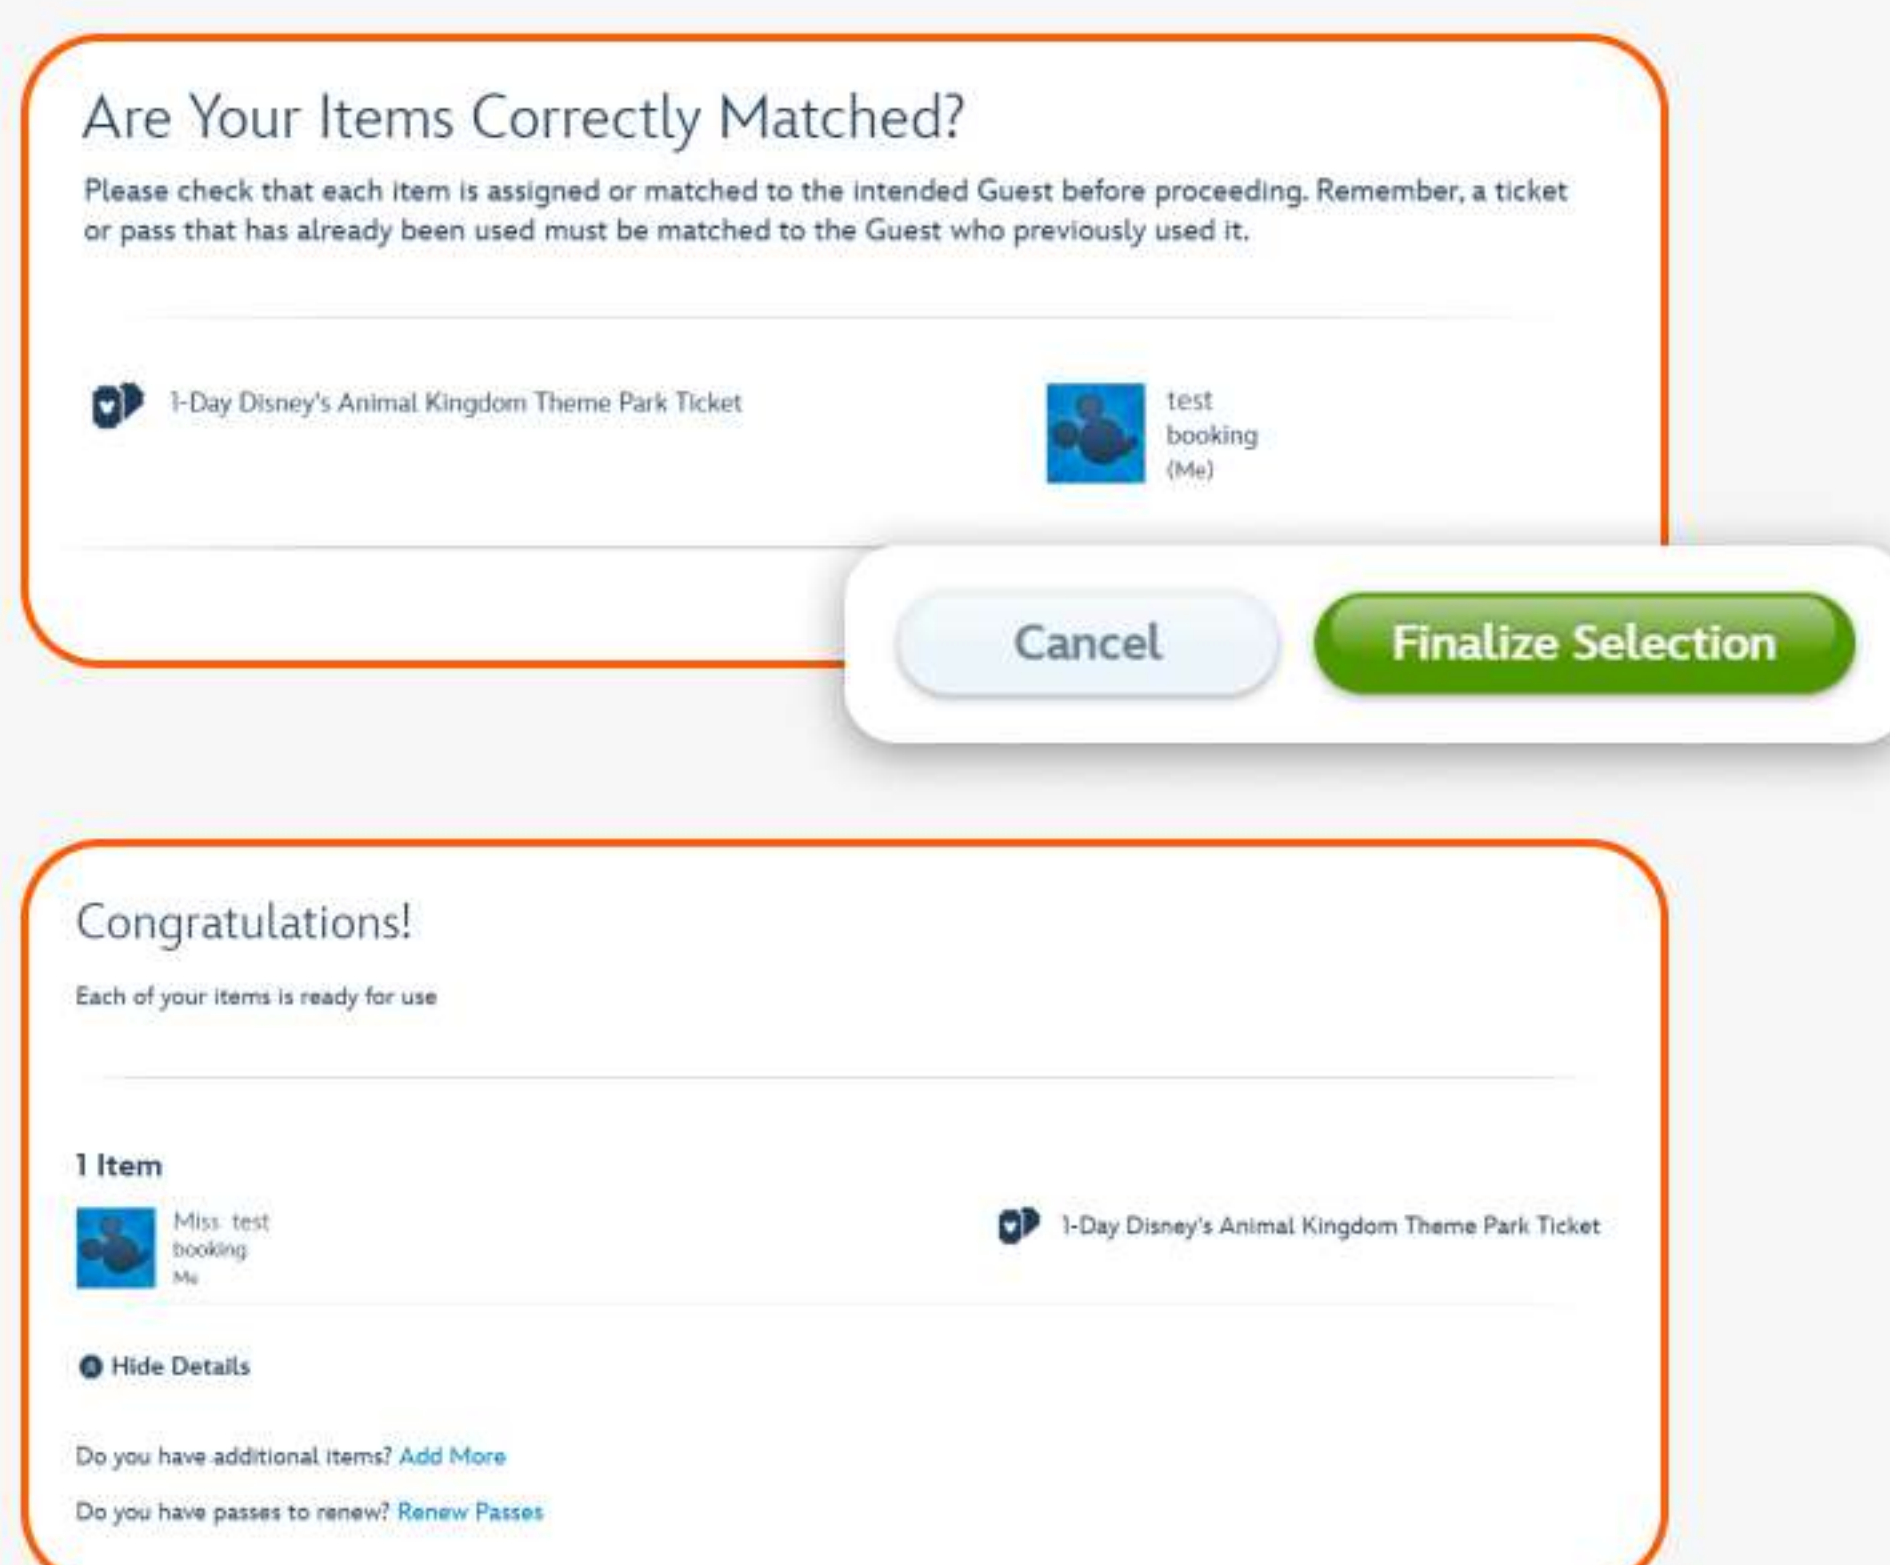 Are Your Items Correctly Matched?
Please check that each item is assigned or matched to the intended Guest before proceeding. Remember, a ticket
or pass that has already been used must be matched to the Guest who previously used it.
1-Day Disney's Animal Kingdom Theme Park Ticket
test
booking
(Me)
Cancel
Finalize Selection
Congratulations!
Each of your items is ready for use
1 Item
Miss test
booking
Me
1-Day Disney's Animal Kingdom Theme Park Ticket
Hide Details
Do you have additional items? Add More
Do you have passes to renew? Renew Passes